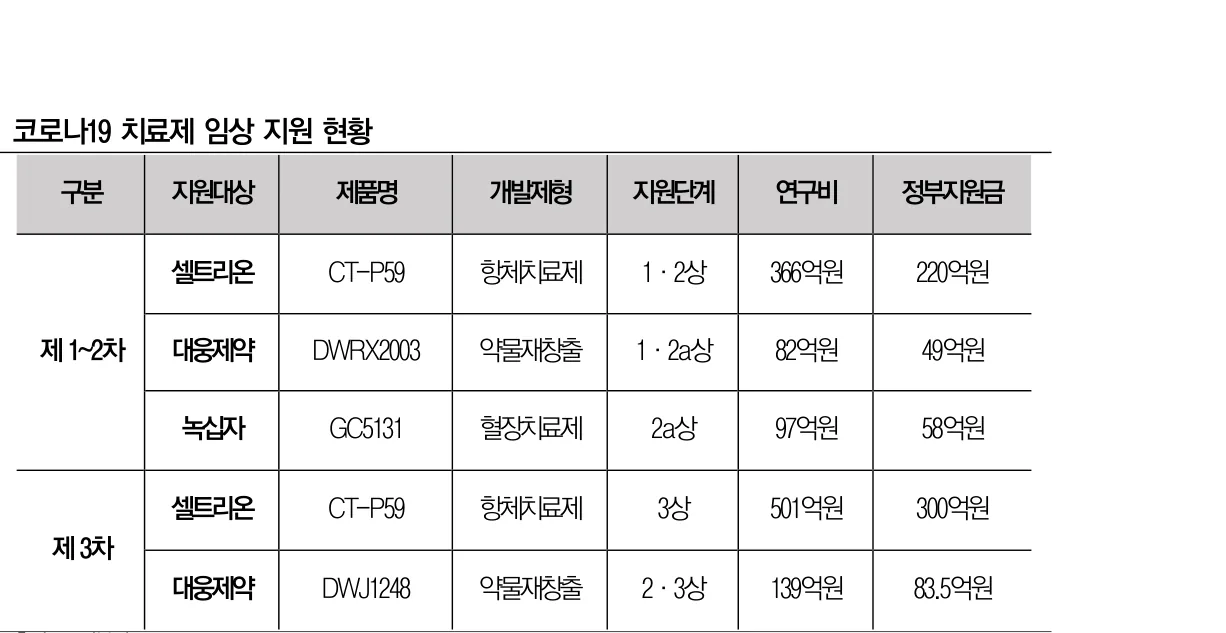 코로나19 치료제 임상 지원 현황
구분 지원대상 제품명 개발제형 지원단계 연구비 정부지원금
제 1~2차
셀트리온 CT-P59 항체치료제 1·2상 366억원 220억원
대웅제약 DWRX2003 약물재창출 1·2a상 82억원 49억원
녹십자 GC5131 혈장치료제 2a상 97억원 58억원
제 3차
셀트리온 CT-P59 항체치료제 3상 501억원 300억원
대웅제약 DWJ1248 약물재창출 2·3상 139억원 83.5억원